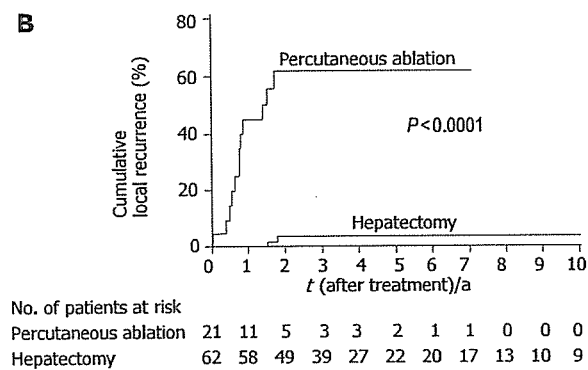 B
Cumulative
local recurrence (%)
80
60
40
20
0
Percutaneous ablation
P<0.0001
Hepatectomy
0 1 2 3 4 5 6 7 8 9 10
t (after treatment)/a
No. of patients at risk
Percutaneous ablation 21 11 5 3 3 2 1 1 0 0 0
Hepatectomy 62 58 49 39 27 22 20 17 13 10 9